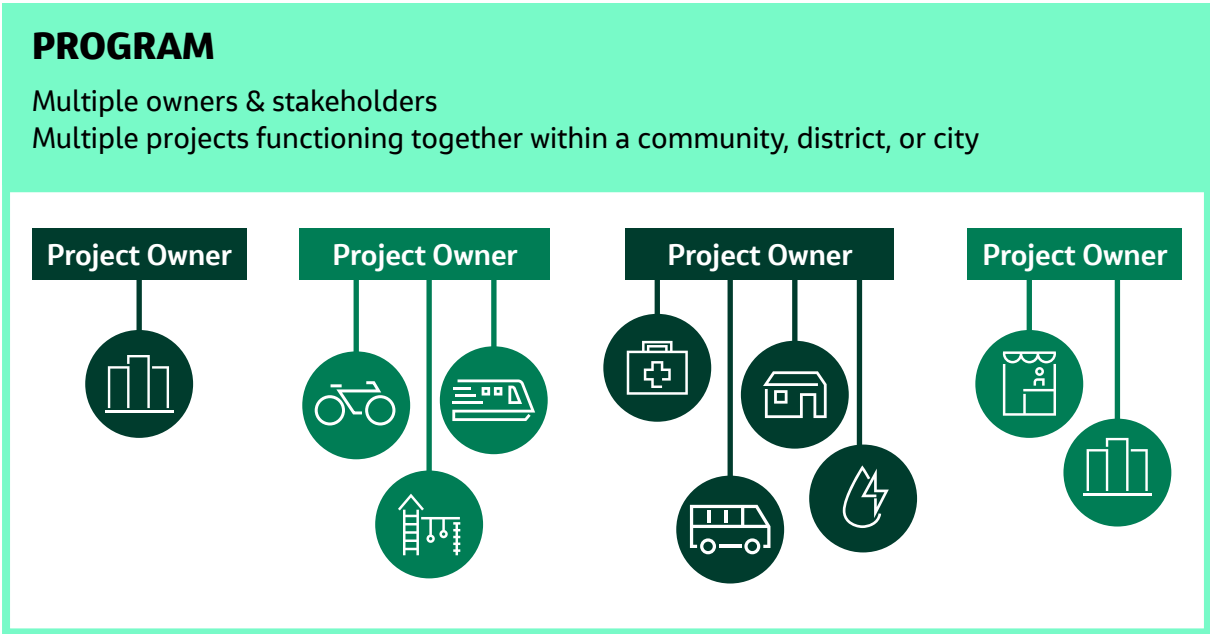 PROGRAM
Multiple owners & stakeholders
Multiple projects functioning together within a community, district, or city
Project Owner
Project Owner
Project Owner
Project Owner